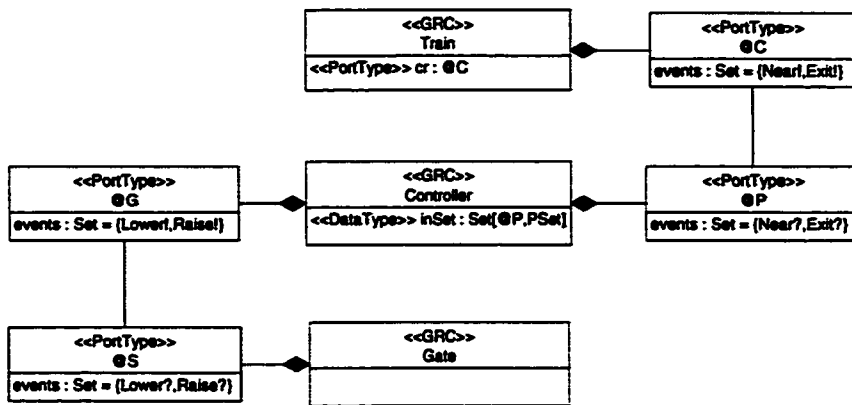 <<GRC>>
Train
<<PortType>> cr : @C
<<PortType>>
@C
events : Set = {Near!,Exit!}
<<PortType>>
@G
events : Set = {Lower!,Raise!}
<<GRC>>
Controller
<<DataType>> inSet : Set[@P,PSet]
<<PortType>>
@P
events : Set = {Near?,Exit?}
<<PortType>>
@S
events : Set = {Lower?,Raise?}
<<GRC>>
Gate